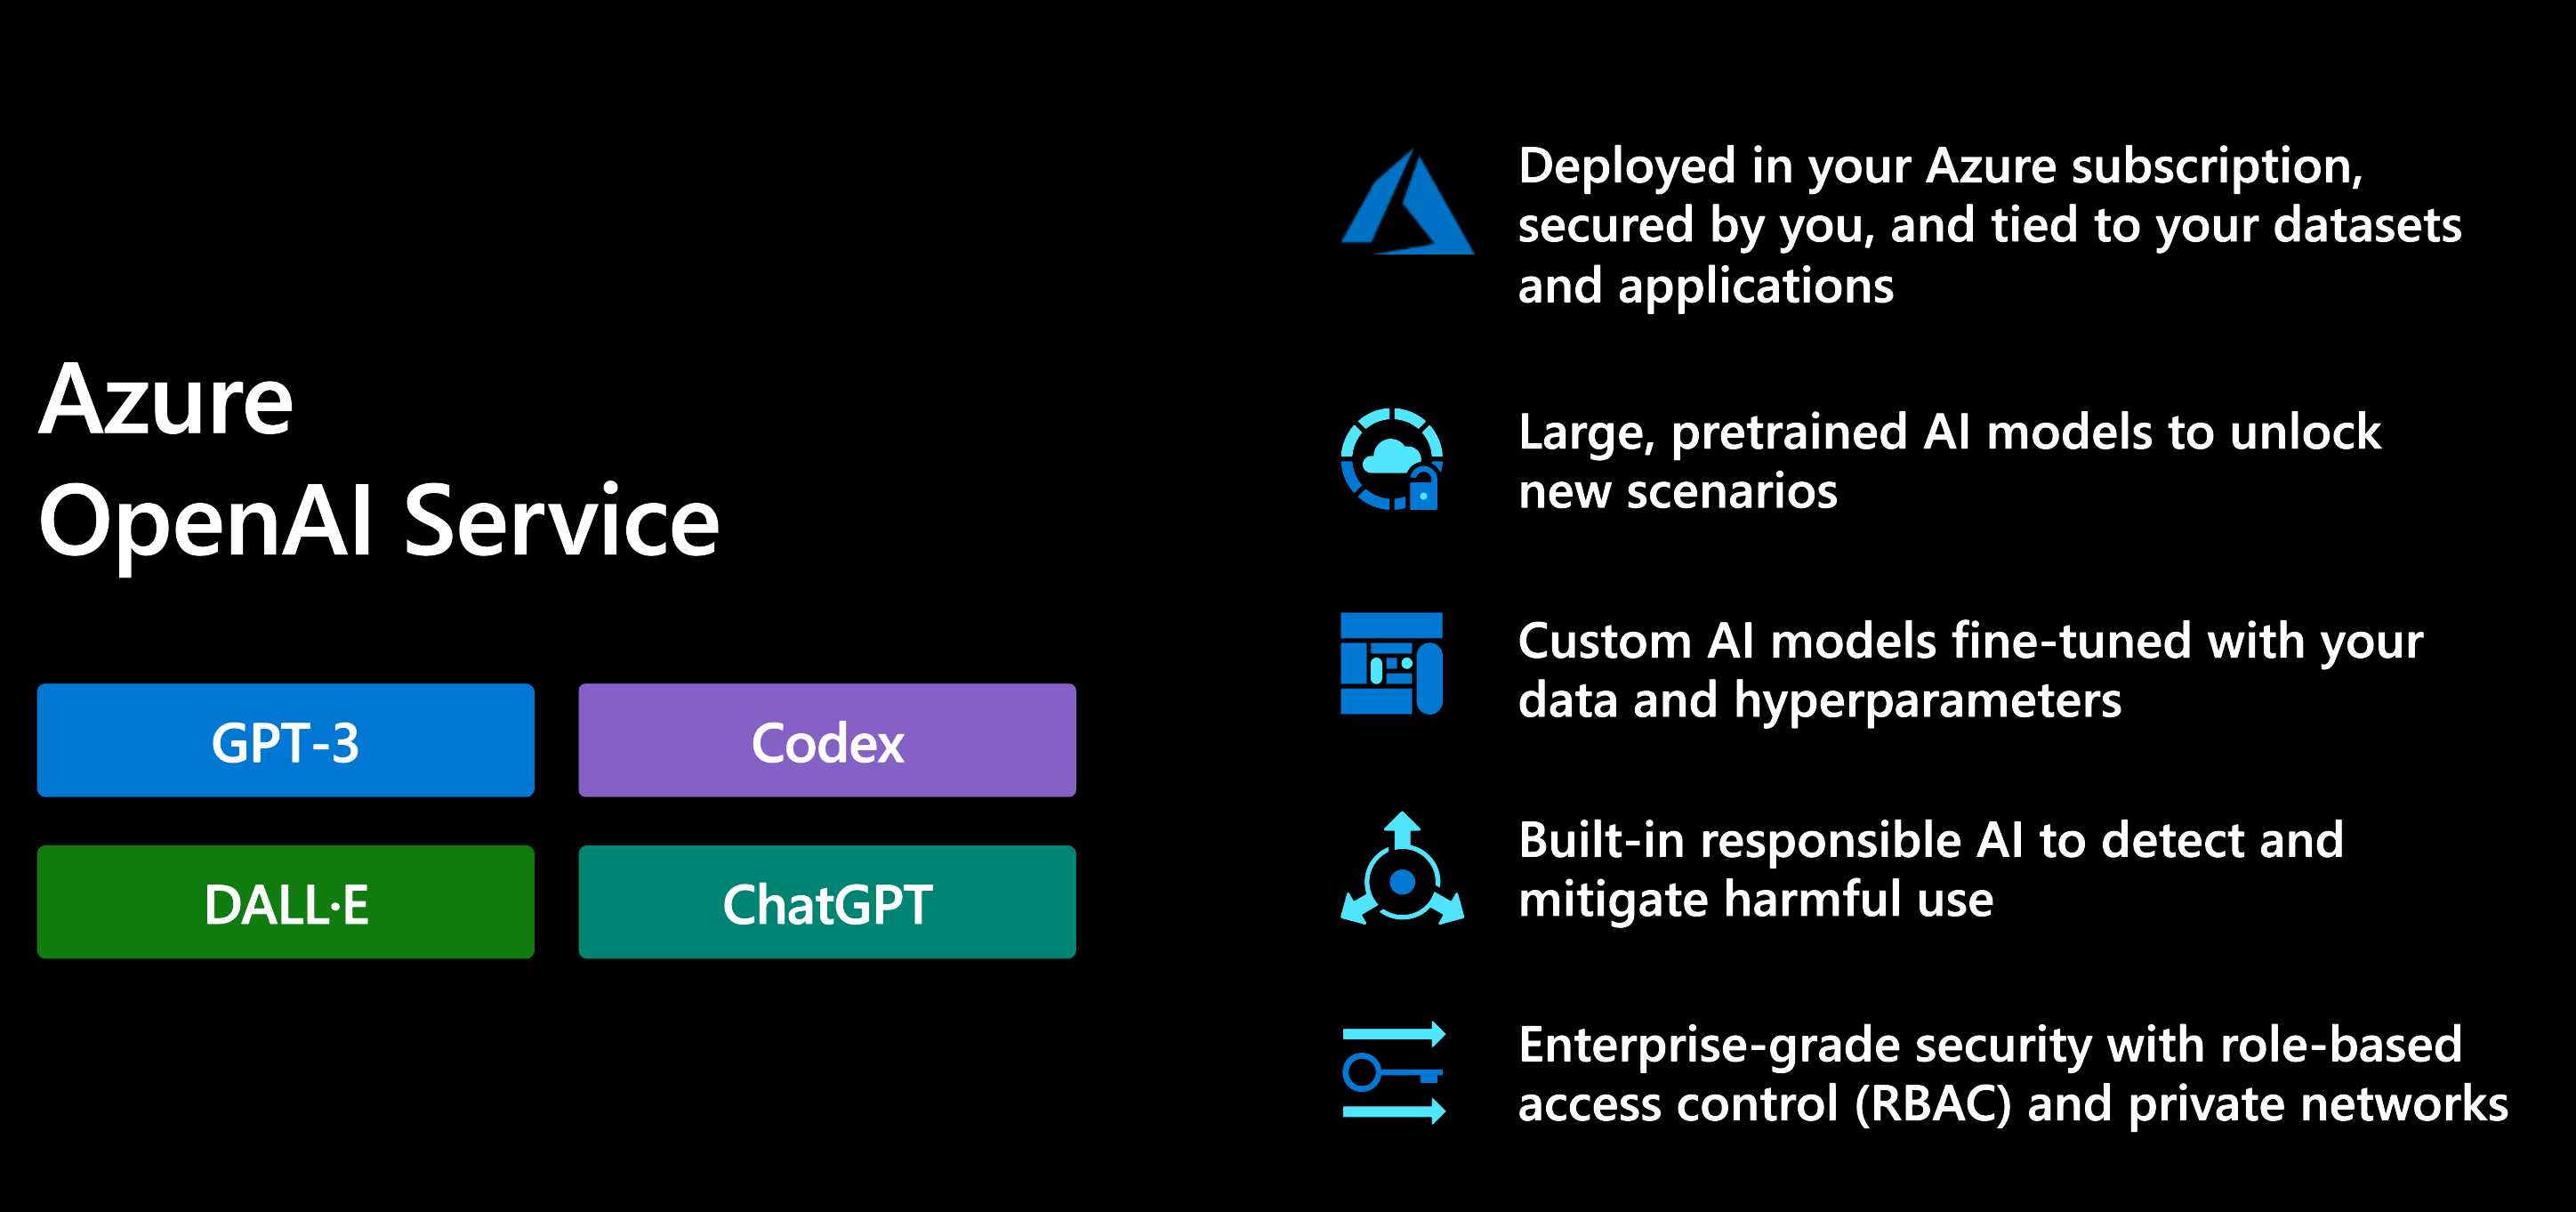 Azure
OpenAI Service
GPT-3
Codex
DALL·E
ChatGPT
Deployed in your Azure subscription,
secured by you, and tied to your datasets
and applications
Large, pretrained AI models to unlock
new scenarios
Custom AI models fine-tuned with your
data and hyperparameters
Built-in responsible AI to detect and
mitigate harmful use
Enterprise-grade security with role-based
access control (RBAC) and private networks